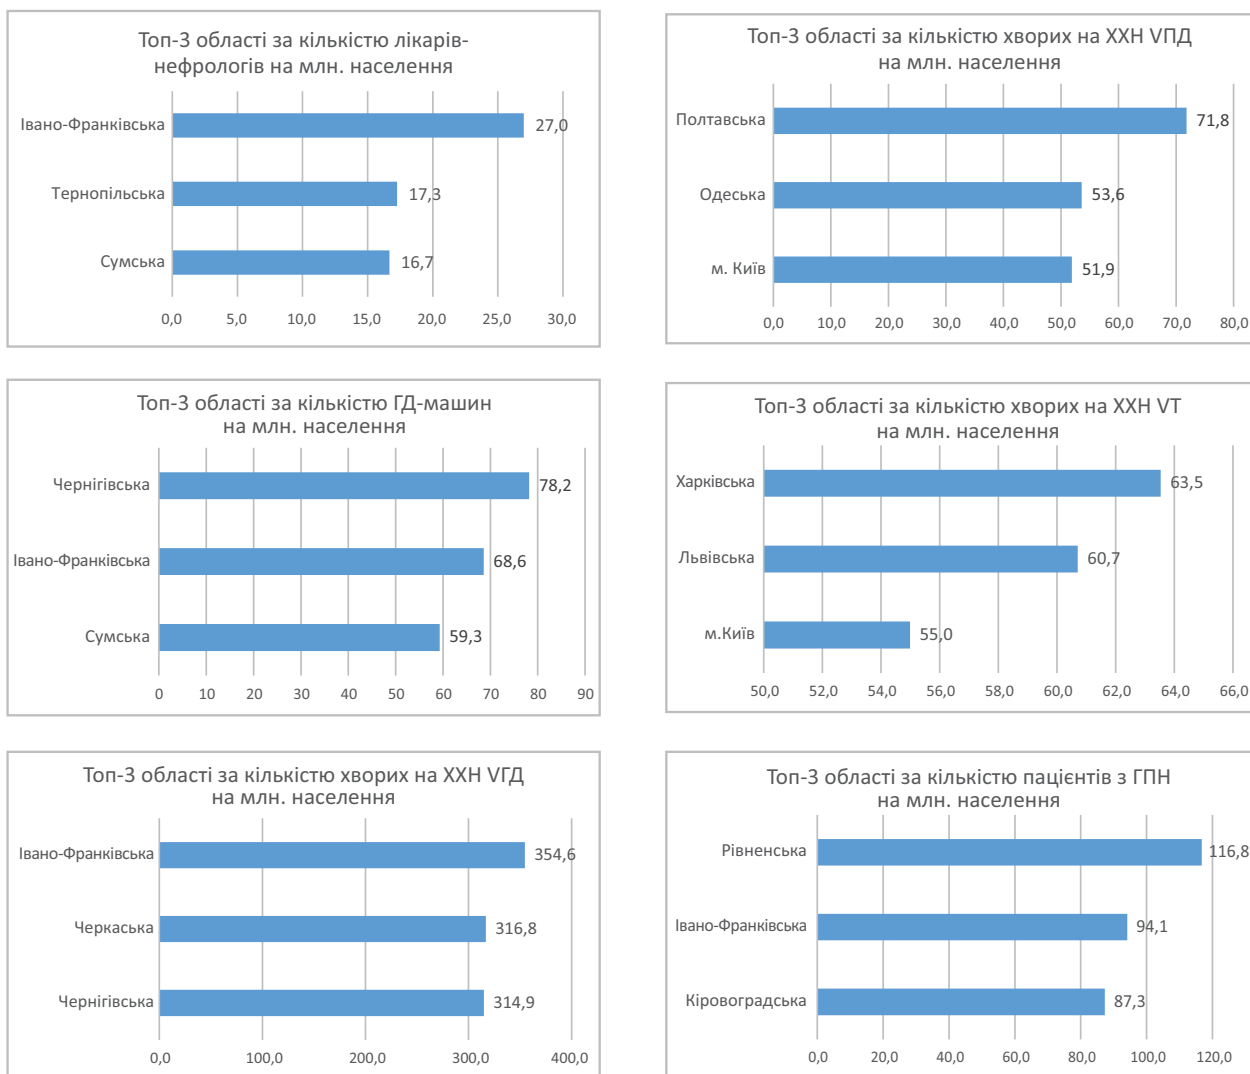 Топ-3 області за кількістю лікарів-
нефрологів на млн. населення
Івано-Франківська
27,0
Тернопільська
17,3
Сумська
16,7
0,0 5,0 10,0 15,0 20,0 25,0 30,0
Топ-3 області за кількістю хворих на ХХН VПД
на млн. населення
Полтавська
71,8
Одеська
53,6
м. Київ
51,9
0,0 10,0 20,0 30,0 40,0 50,0 60,0 70,0 80,0
Топ-3 області за кількістю ГД-машин
на млн. населення
Чернігівська
78,2
Івано-Франківська
68,6
Сумська
59,3
0 10 20 30 40 50 60 70 80 90
Топ-3 області за кількістю хворих на ХХН VТ
на млн. населення
Харківська
63,5
Львівська
60,7
м.Київ
55,0
50,0 52,0 54,0 56,0 58,0 60,0 62,0 64,0 66,0
Топ-3 області за кількістю хворих на ХХН VГД
на млн. населення
Івано-Франківська
354,6
Черкаська
316,8
Чернігівська
314,9
0,0 100,0 200,0 300,0 400,0
Топ-3 області за кількістю пацієнтів з ГПН
на млн. населення
Рівненська
116,8
Івано-Франківська
94,1
Кіровоградська
87,3
0,0 20,0 40,0 60,0 80,0 100,0 120,0